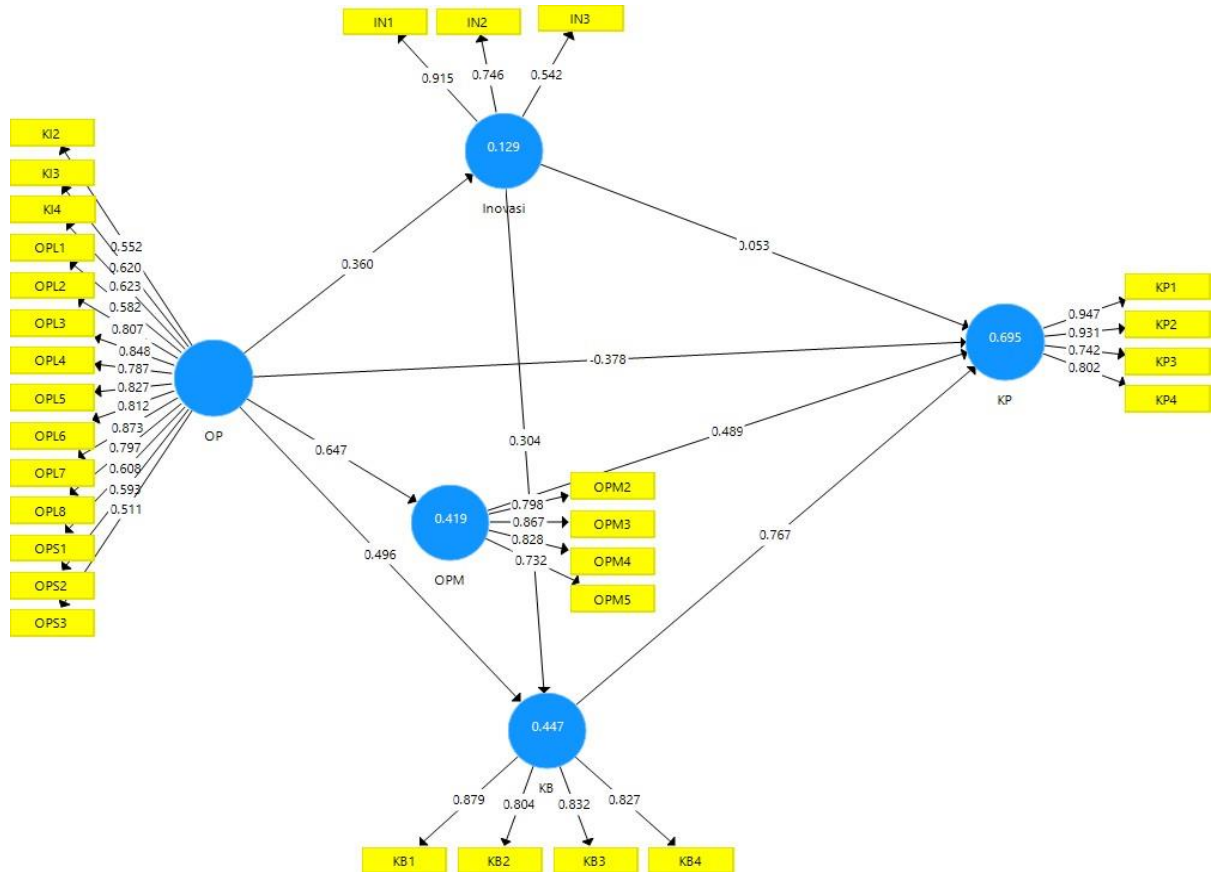 IN1
IN2
IN3
0.915
0.746
0.542
0.129
Inovasi
KI2
KI3
KI4
OPL1
OPL2
OPL3
OPL4
OPL5
OPL6
OPL7
OPL8
OPS1
OPS2
OPS3
0.552
0.620
0.623
0.582
0.807
0.848
0.787
0.827
0.812
0.873
0.797
0.608
0.593
0.511
OP
0.360
0.053
-0.378
0.304
0.647
0.489
0.496
0.767
0.695
KP
0.947
0.931
0.742
0.802
KP1
KP2
KP3
KP4
0.419
OPM
0.798
0.867
0.828
0.732
OPM2
OPM3
OPM4
OPM5
0.447
KB
0.879
0.804
0.832
0.827
KB1
KB2
KB3
KB4